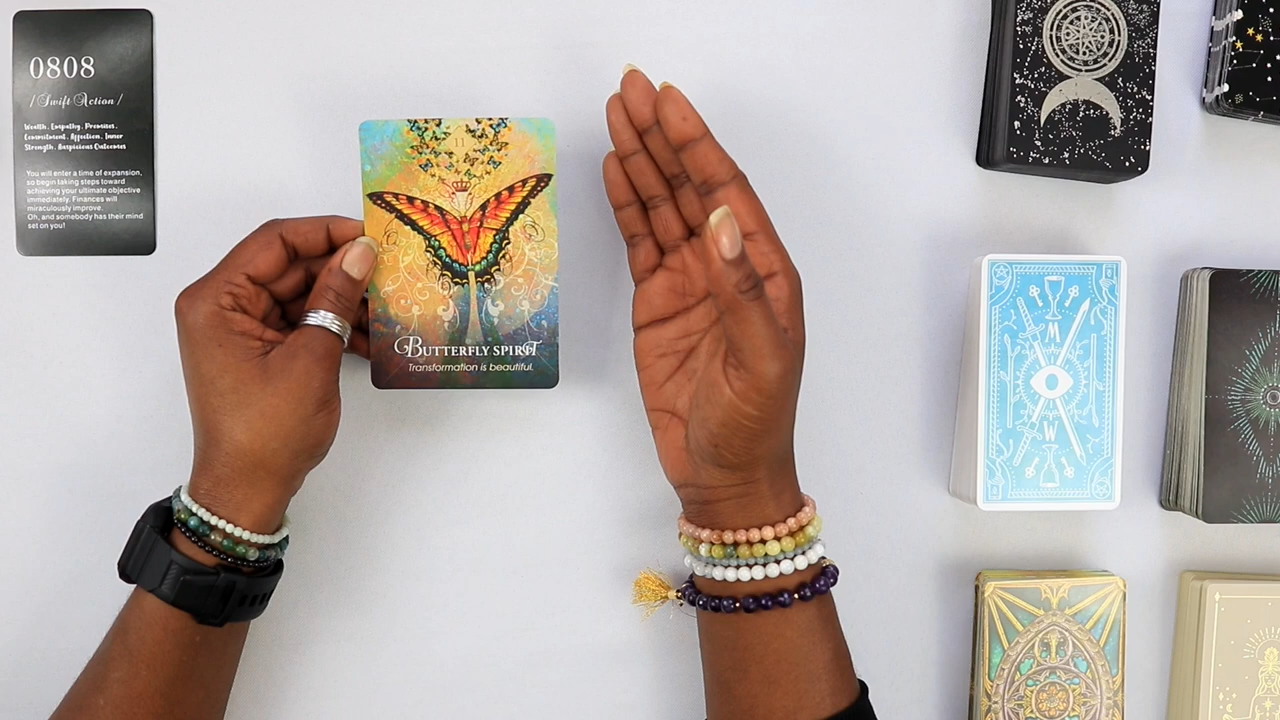 0808
/ Swift Action /
Wealth. Empathy. Promises.
Commitment. Affection. Inner
Strength. Auspicious Outcomes
You will enter a time of expansion,
so begin taking steps toward
achieving your ultimate objective
immediately. Finances will
miraculously improve.
Oh, and somebody has their mind
set on you!
11
BUTTERFLY SPIRIT
Transformation is beautiful.
M
W